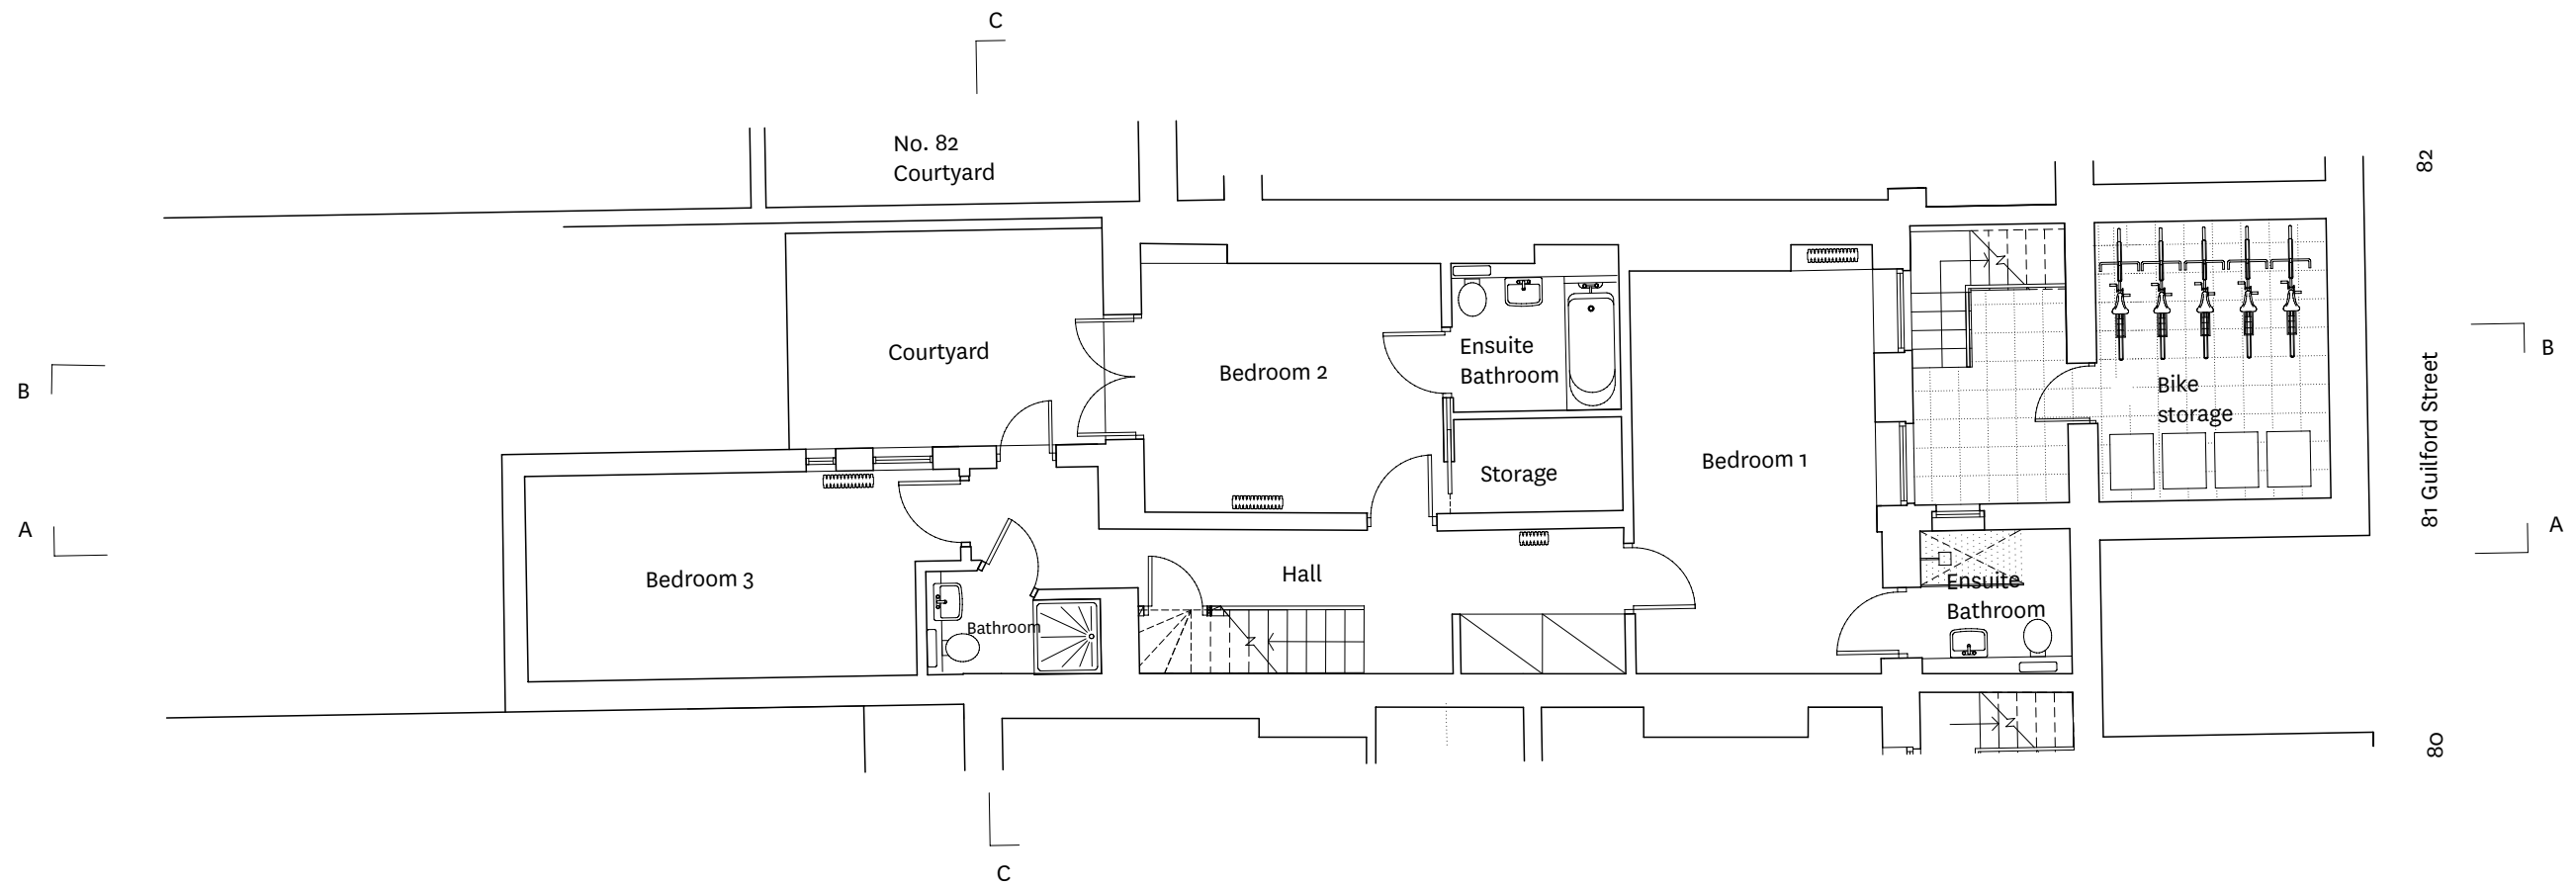 C
No. 82
Courtyard
82
Courtyard
Bedroom 2
Ensuite
Bathroom
Bike
storage
B
B
81 Guilford Street
Storage
Bedroom 1
A
A
Bedroom 3
Hall
Ensuite
Bathroom
Bathroom
80
C